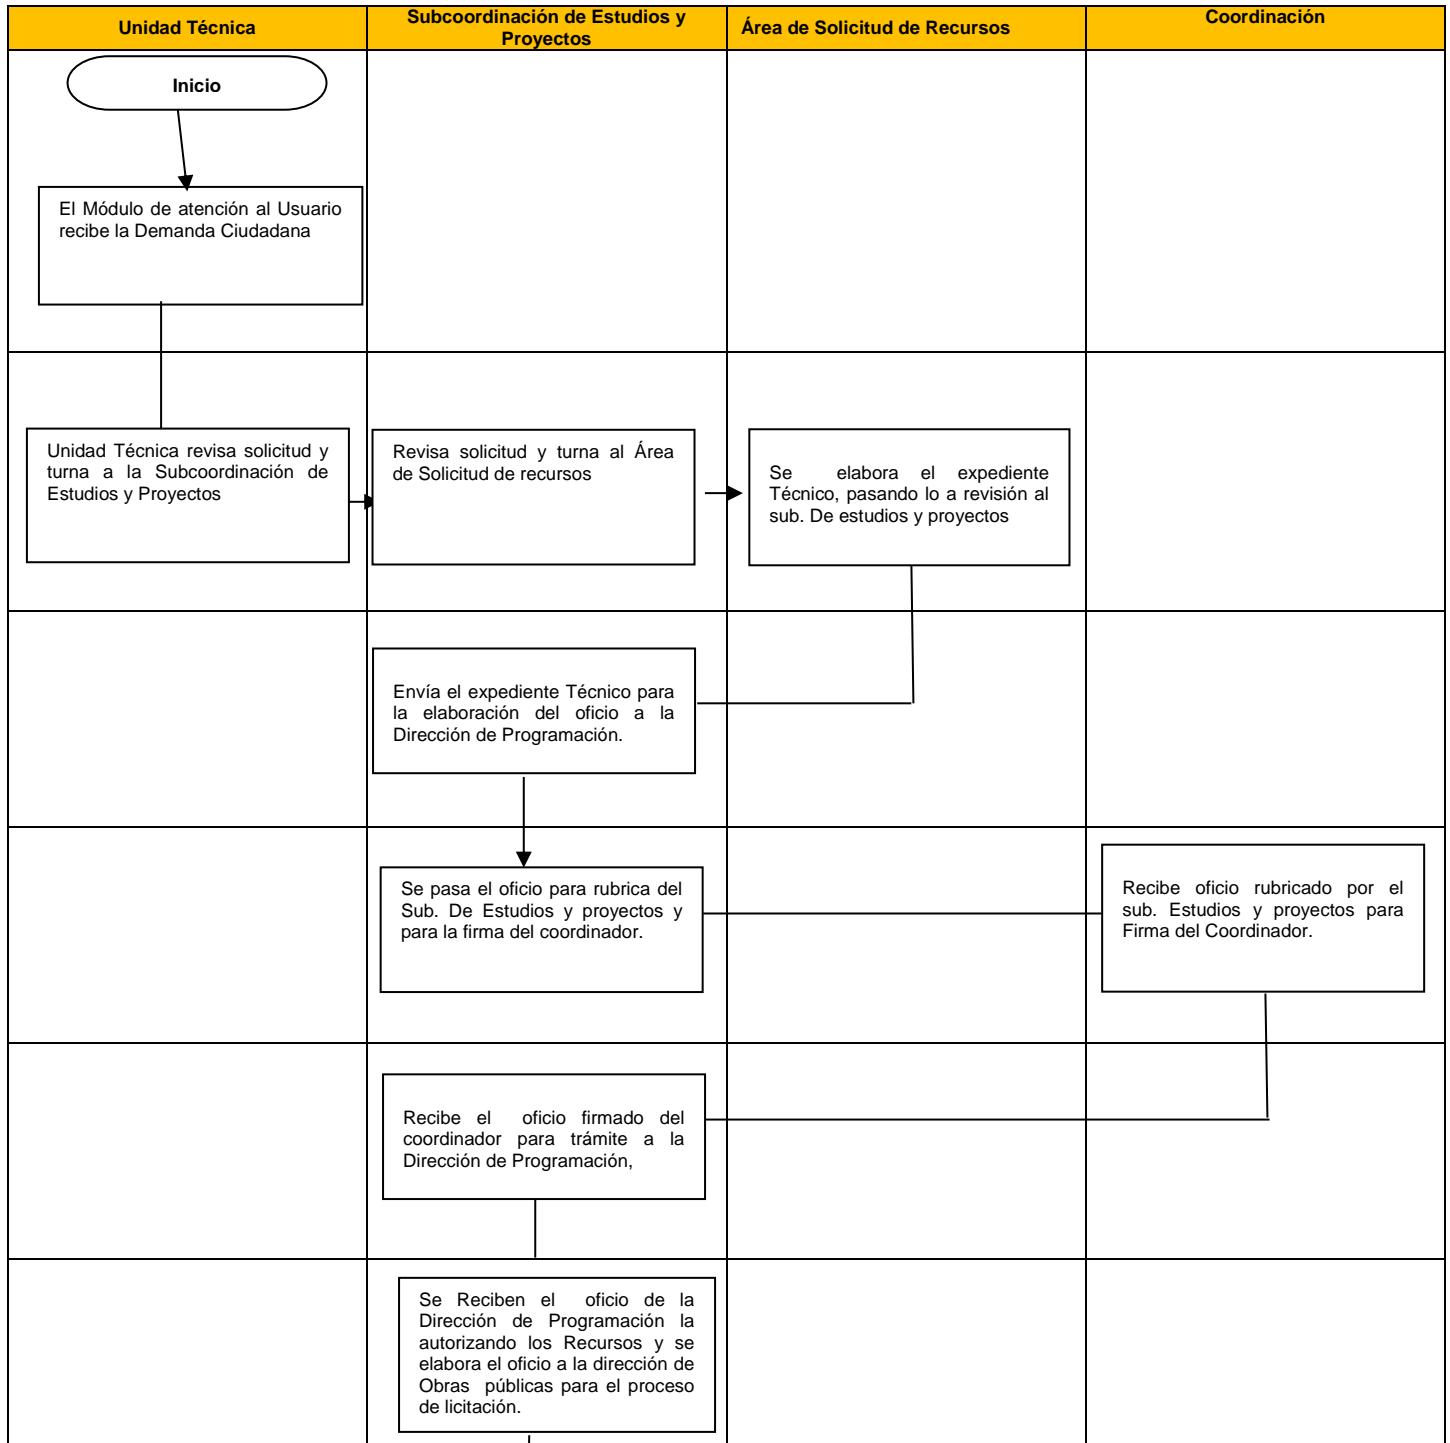 Unidad Técnica
Subcoordinación de Estudios y
Proyectos
Área de Solicitud de Recursos
Coordinación
Inicio
El Módulo de atención al Usuario
recibe la Demanda Ciudadana
Unidad Técnica revisa solicitud y
turna a la Subcoordinación de
Estudios y Proyectos
Revisa solicitud y turna al Área
de Solicitud de recursos
Se elabora el expediente
Técnico, pasando lo a revisión al
sub. De estudios y proyectos
Envía el expediente Técnico para
la elaboración del oficio a la
Dirección de Programación.
Se pasa el oficio para rubrica del
Sub. De Estudios y proyectos y
para la firma del coordinador.
Recibe oficio rubricado por el
sub. Estudios y proyectos para
Firma del Coordinador.
Recibe el oficio firmado del
coordinador para trámite a la
Dirección de Programación,
Se Reciben el oficio de la
Dirección de Programación la
autorizando los Recursos y se
elabora el oficio a la dirección de
Obras públicas para el proceso
de licitación.